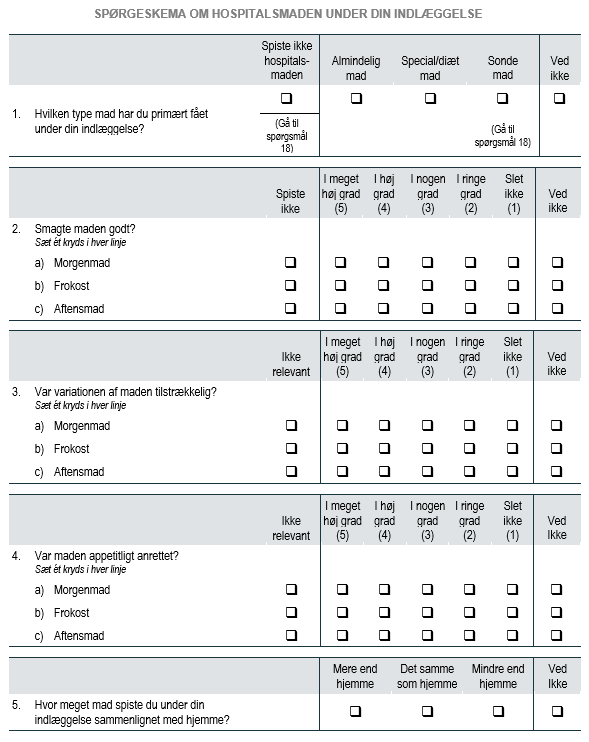 SPØRGESKEMA OM HOSPITALSMADEN UNDER DIN INDLÆGGELSE
Spiste ikke hospitals-maden Almindelig mad Special/diæt mad Sonde mad Ved ikke
1. Hvilken type mad har du primært fået
under din indlæggelse?
❑ ❑ ❑ ❑ ❑
(Gå til spørgsmål 18) (Gå til spørgsmål 18)
Spiste ikke I meget høj grad (5) I høj grad (4) I nogen grad (3) I ringe grad (2) Slet ikke (1) Ved ikke
2. Smagte maden godt?
Sæt ét kryds i hver linje
a) Morgenmad ❑ ❑ ❑ ❑ ❑ ❑ ❑
b) Frokost ❑ ❑ ❑ ❑ ❑ ❑ ❑
c) Aftensmad ❑ ❑ ❑ ❑ ❑ ❑ ❑
Ikke relevant I meget høj grad (5) I høj grad (4) I nogen grad (3) I ringe grad (2) Slet ikke (1) Ved ikke
3. Var variationen af maden tilstrækkelig?
Sæt ét kryds i hver linje
a) Morgenmad ❑ ❑ ❑ ❑ ❑ ❑ ❑
b) Frokost ❑ ❑ ❑ ❑ ❑ ❑ ❑
c) Aftensmad ❑ ❑ ❑ ❑ ❑ ❑ ❑
Ikke relevant I meget høj grad (5) I høj grad (4) I nogen grad (3) I ringe grad (2) Slet ikke (1) Ved Ikke
4. Var maden appetitligt anrettet?
Sæt ét kryds i hver linje
a) Morgenmad ❑ ❑ ❑ ❑ ❑ ❑ ❑
b) Frokost ❑ ❑ ❑ ❑ ❑ ❑ ❑
c) Aftensmad ❑ ❑ ❑ ❑ ❑ ❑ ❑
Mere end hjemme Det samme som hjemme Mindre end hjemme Ved Ikke
5. Hvor meget mad spiste du under din
indlæggelse sammenlignet med hjemme?
❑ ❑ ❑ ❑